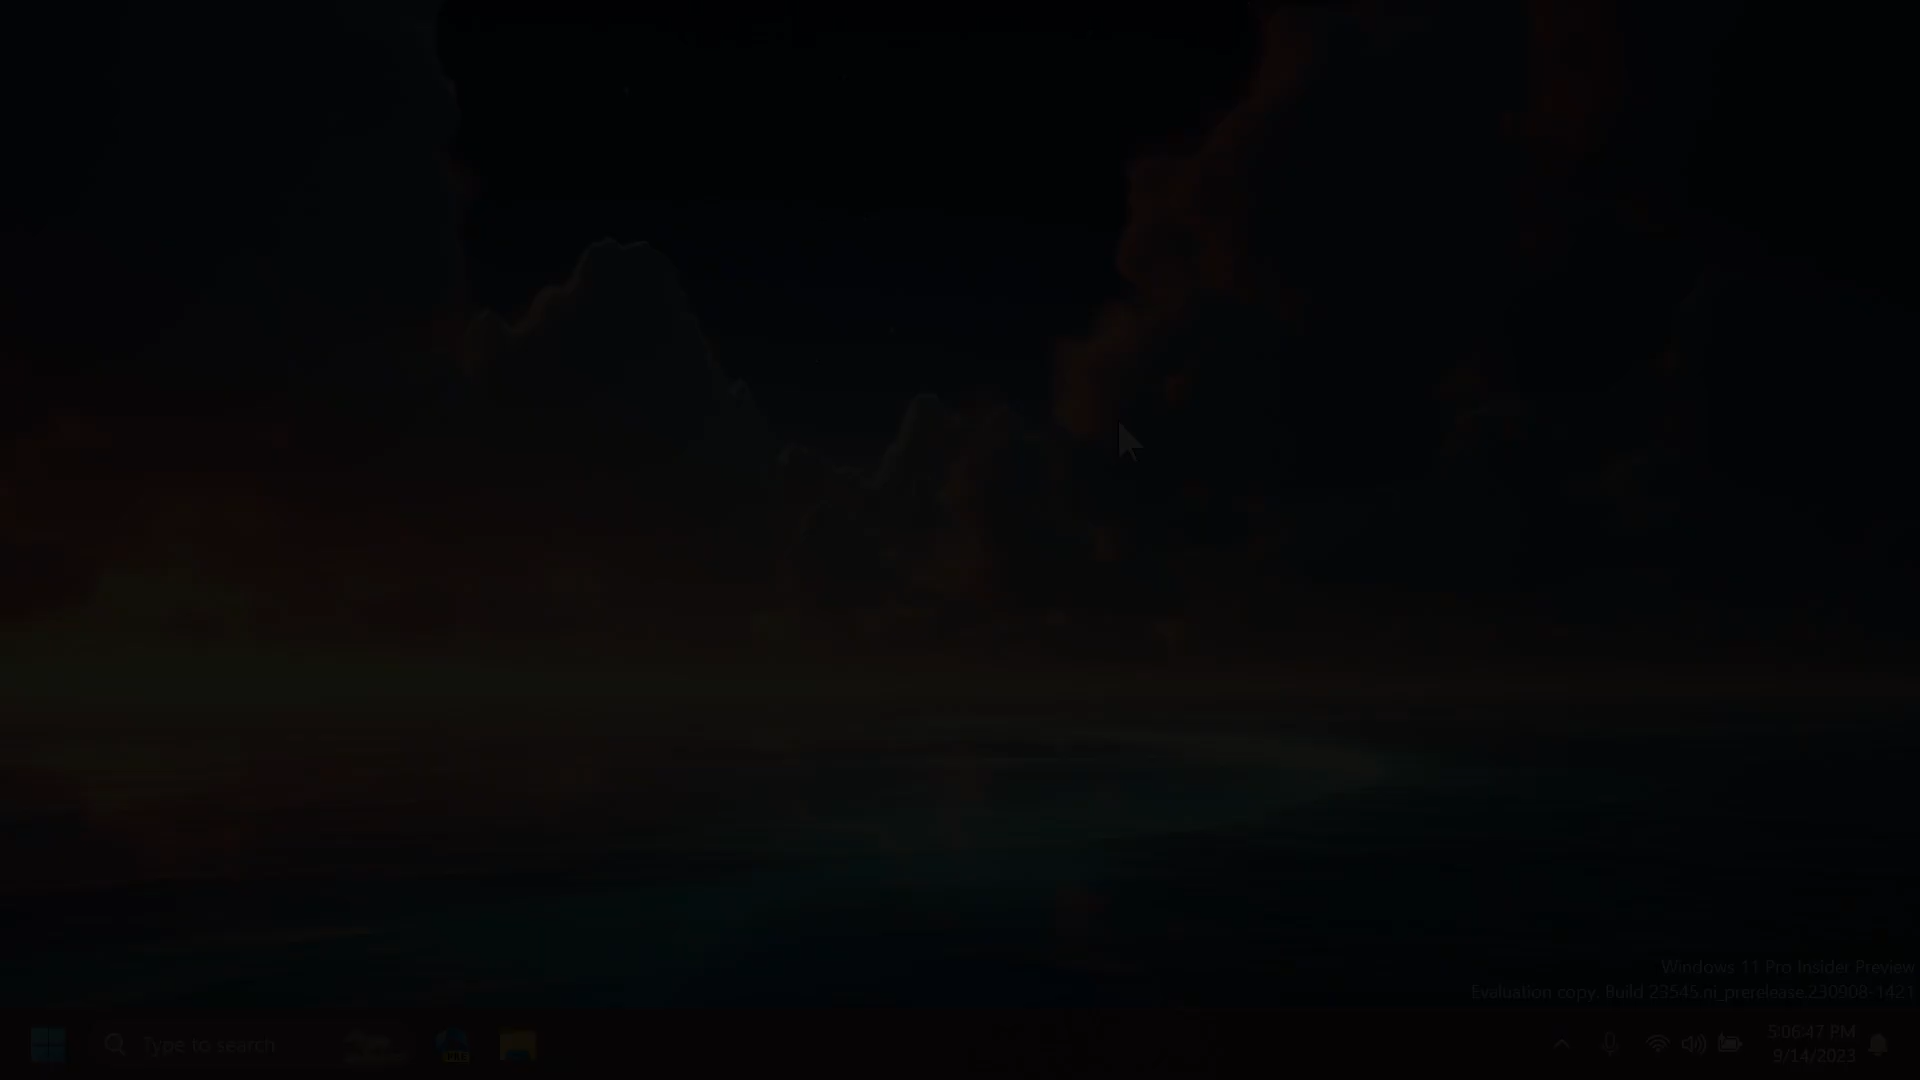 Windows 11 Pro Insider Preview
Evaluation copy. Build 23545.ni_prerelease.230908-1421
Type to search
PRE
5:06:47 PM
9/14/2023